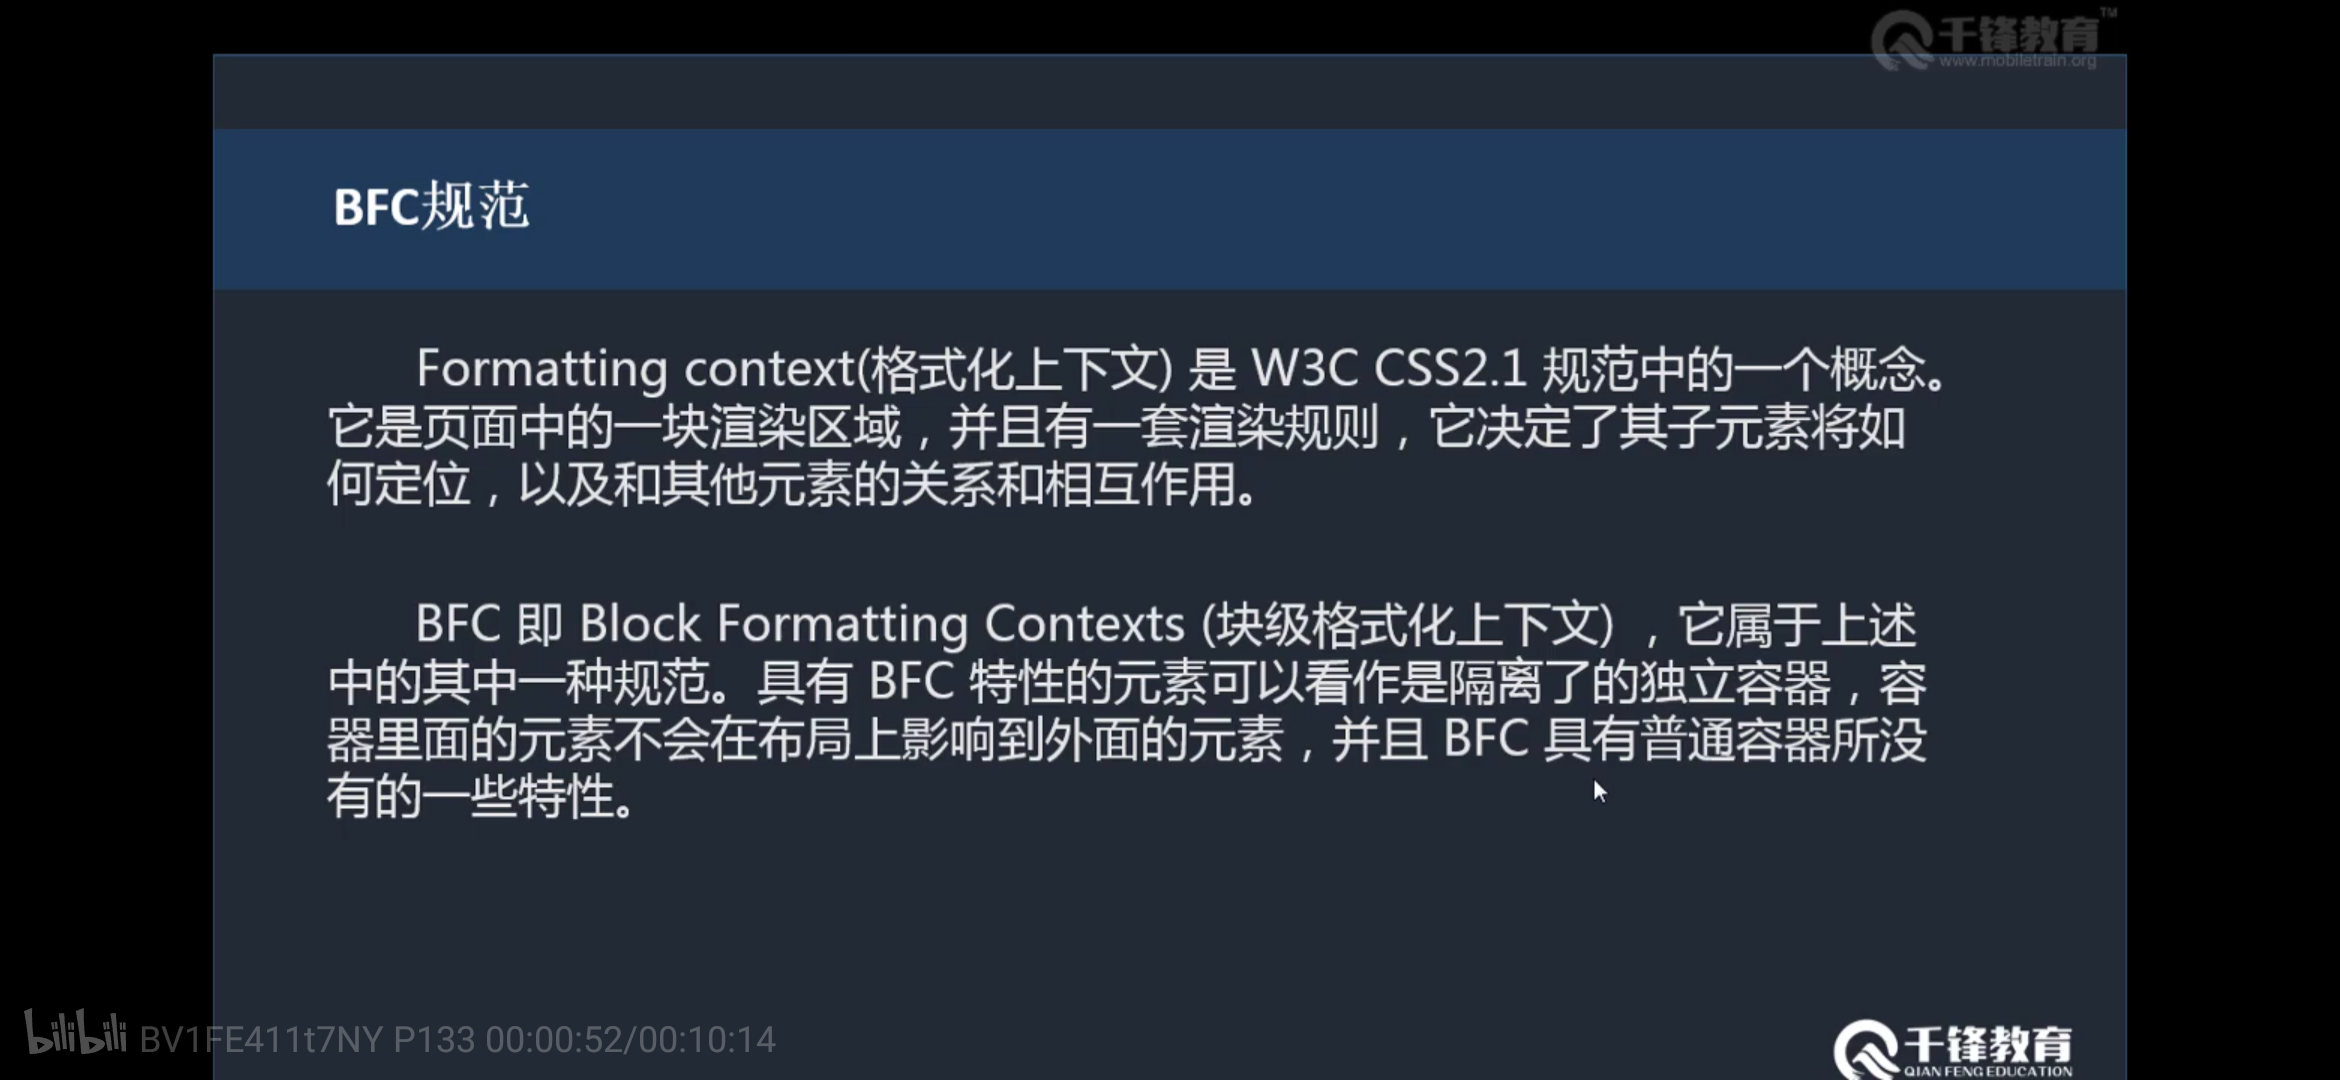 千锋教育™
www.mobiletrain.org
BFC规范
Formatting context(格式化上下文) 是 W3C CSS2.1 规范中的一个概念。
它是页面中的一块渲染区域，并且有一套渲染规则，它决定了其子元素将如
何定位，以及和其他元素的关系和相互作用。
BFC 即 Block Formatting Contexts (块级格式化上下文) ，它属于上述
中的其中一种规范。具有 BFC 特性的元素可以看作是隔离了的独立容器，容
器里面的元素不会在布局上影响到外面的元素，并且 BFC 具有普通容器所没
有的一些特性。
bilibili BV1FE411t7NY P133 00:00:52/00:10:14
千锋教育
QIAN FENG EDUCATION